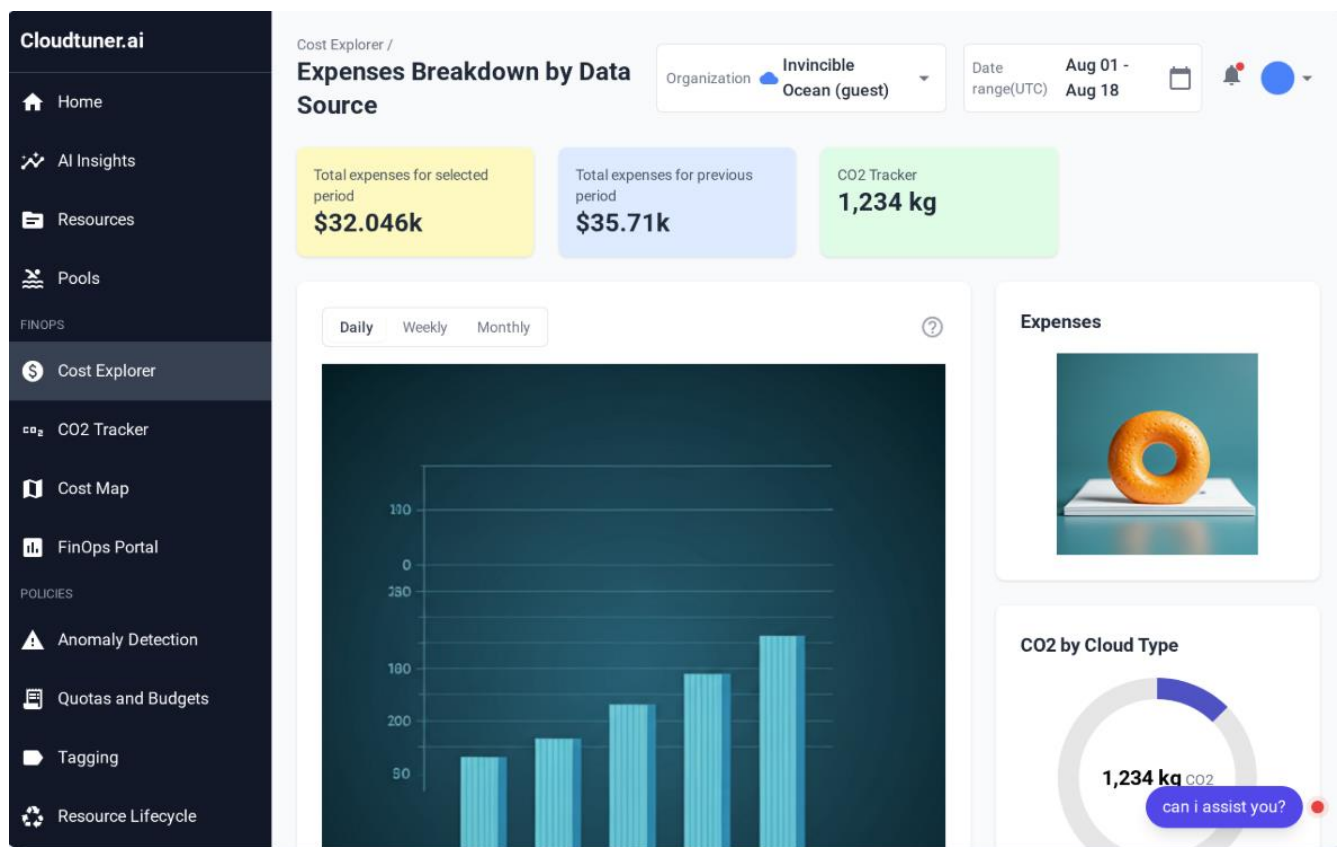 Cloudtuner.ai
Home
AI Insights
Resources
Pools
FINOPS
Cost Explorer
CO2 Tracker
Cost Map
FinOps Portal
POLICIES
Anomaly Detection
Quotas and Budgets
Tagging
Resource Lifecycle
Cost Explorer /
Expenses Breakdown by Data
Source
Organization
Invincible
Ocean (guest)
Date
range(UTC)
Aug 01 -
Aug 18
Total expenses for selected
period
$32.046k
Total expenses for previous
period
$35.71k
CO2 Tracker
1,234 kg
Daily Weekly Monthly
0
200
Expenses
CO2 by Cloud Type
1,234 kg CO2
can i assist you?